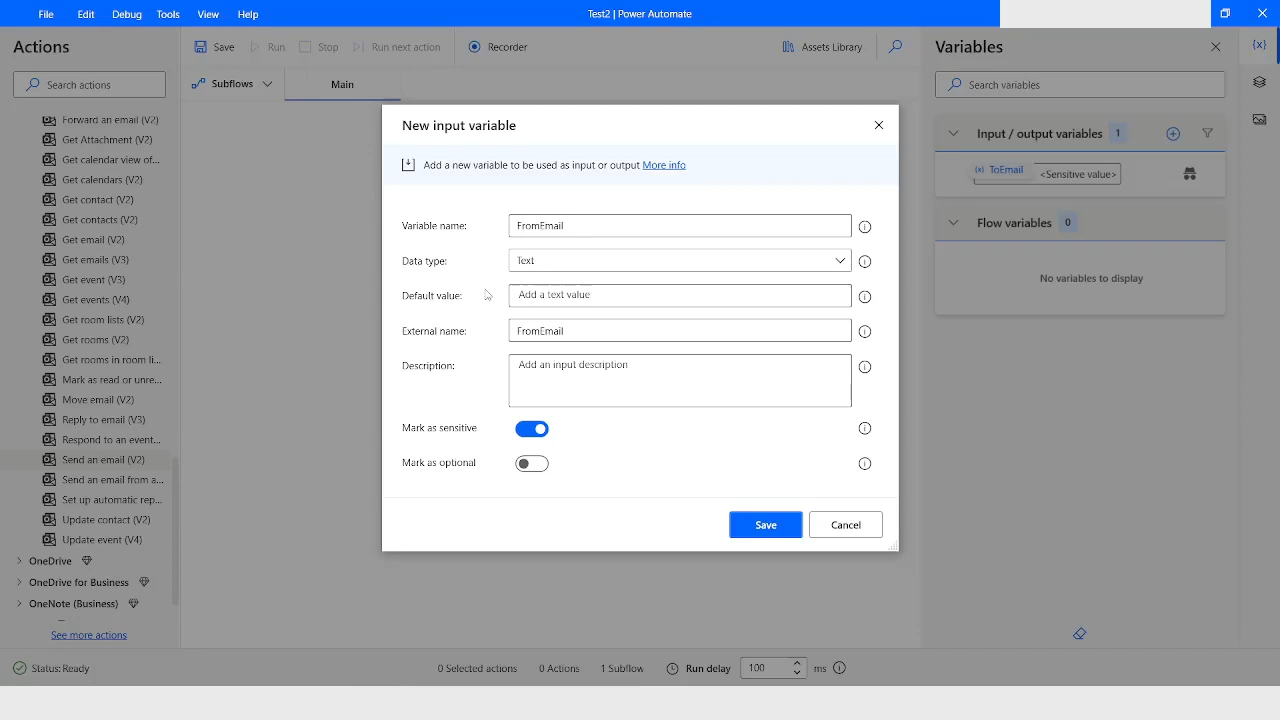 File Edit Debug Tools View Help Test2 | Power Automate
Actions
Save Run Stop Run next action Recorder Assets Library
Variables
Search actions
Subflows Main
Search variables
Forward an email (V2)
Get Attachment (V2)
Get calendar view of...
Get calendars (V2)
Get contact (V2)
Get contacts (V2)
Get email (V2)
Get emails (V3)
Get event (V3)
Get events (V4)
Get room lists (V2)
Get rooms (V2)
Get rooms in room li...
Mark as read or unre...
Move email (V2)
Reply to email (V3)
Respond to an event...
Send an email (V2)
Send an email from a...
Set up automatic rep...
Update contact (V2)
Update event (V4)
OneDrive
OneDrive for Business
OneNote (Business)
See more actions
New input variable
Add a new variable to be used as input or output More info
Variable name: FromEmail
Data type: Text
Default value: Add a text value
External name: FromEmail
Description: Add an input description
Mark as sensitive
Mark as optional
Save Cancel
Input / output variables 1
{x} ToEmail <Sensitive value>
Flow variables 0
No variables to display
{x}
Status: Ready 0 Selected actions 0 Actions 1 Subflow Run delay 100 ms